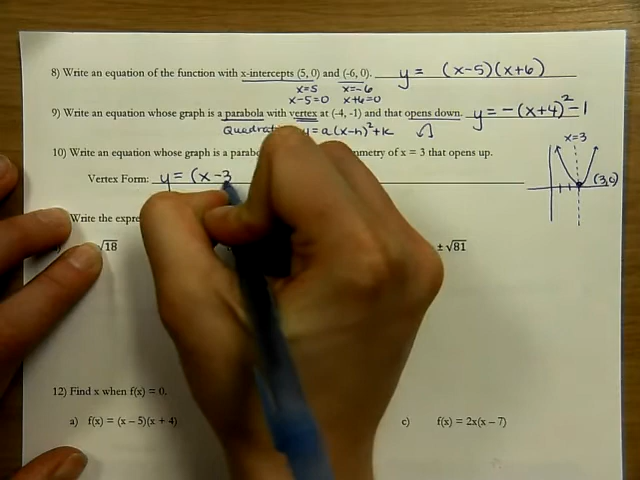 8) Write an equation of the function with x-intercepts (5, 0) and (-6, 0). y = (x-5)(x+6)
x=5 x=-6
x-5=0 x+6=0
9) Write an equation whose graph is a parabola with vertex at (-4, -1) and that opens down. y = -(x+4)² -1
y = a(x-h)²+k
10) Write an equation whose graph is a parab mmetry of x = 3 that opens up.
x=3
(3,0)
Vertex Form: y = (x-3
Write the expre
√18 ±√81
12) Find x when f(x) = 0.
a) f(x) = (x – 5)(x + 4) c) f(x) = 2x(x – 7)